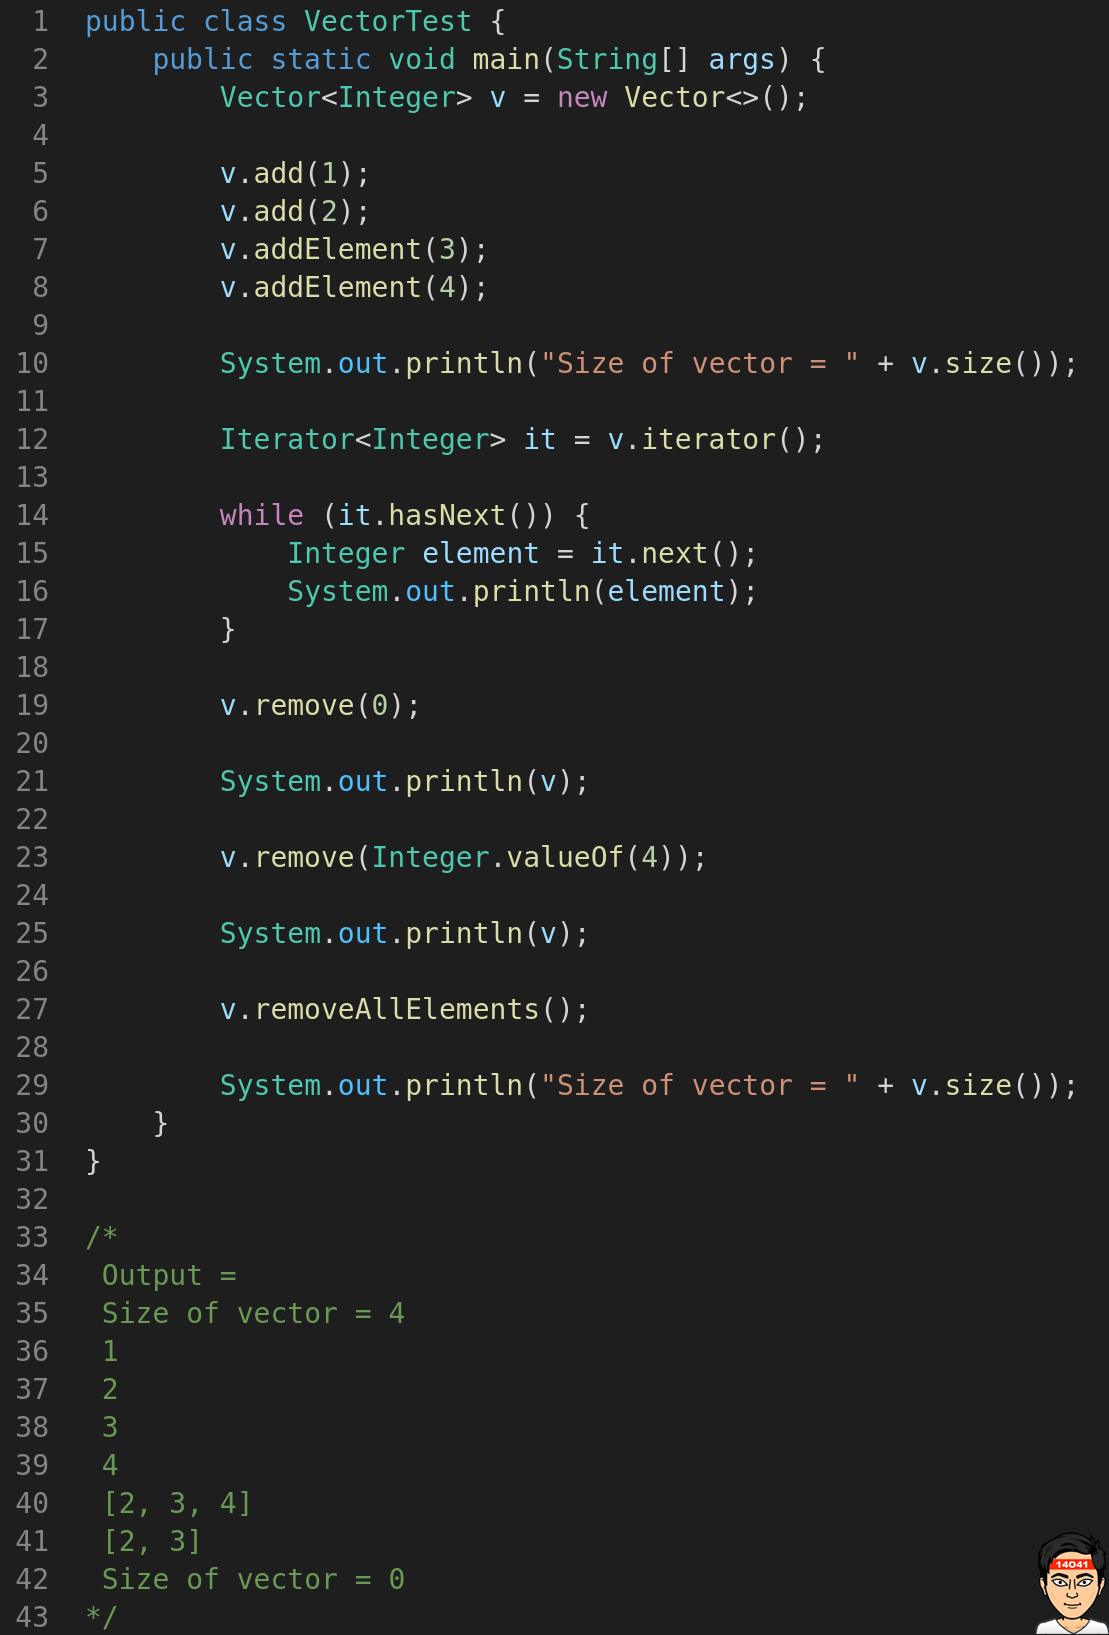 1 public class VectorTest {
2     public static void main(String[] args) {
3         Vector<Integer> v = new Vector<>();
4
5         v.add(1);
6         v.add(2);
7         v.addElement(3);
8         v.addElement(4);
9
10         System.out.println("Size of vector = " + v.size());
11
12         Iterator<Integer> it = v.iterator();
13
14         while (it.hasNext()) {
15             Integer element = it.next();
16             System.out.println(element);
17         }
18
19         v.remove(0);
20
21         System.out.println(v);
22
23         v.remove(Integer.valueOf(4));
24
25         System.out.println(v);
26
27         v.removeAllElements();
28
29         System.out.println("Size of vector = " + v.size());
30     }
31 }
32
33 /*
34  Output =
35  Size of vector = 4
36  1
37  2
38  3
39  4
40  [2, 3, 4]
41  [2, 3]
42  Size of vector = 0
43 */
14041